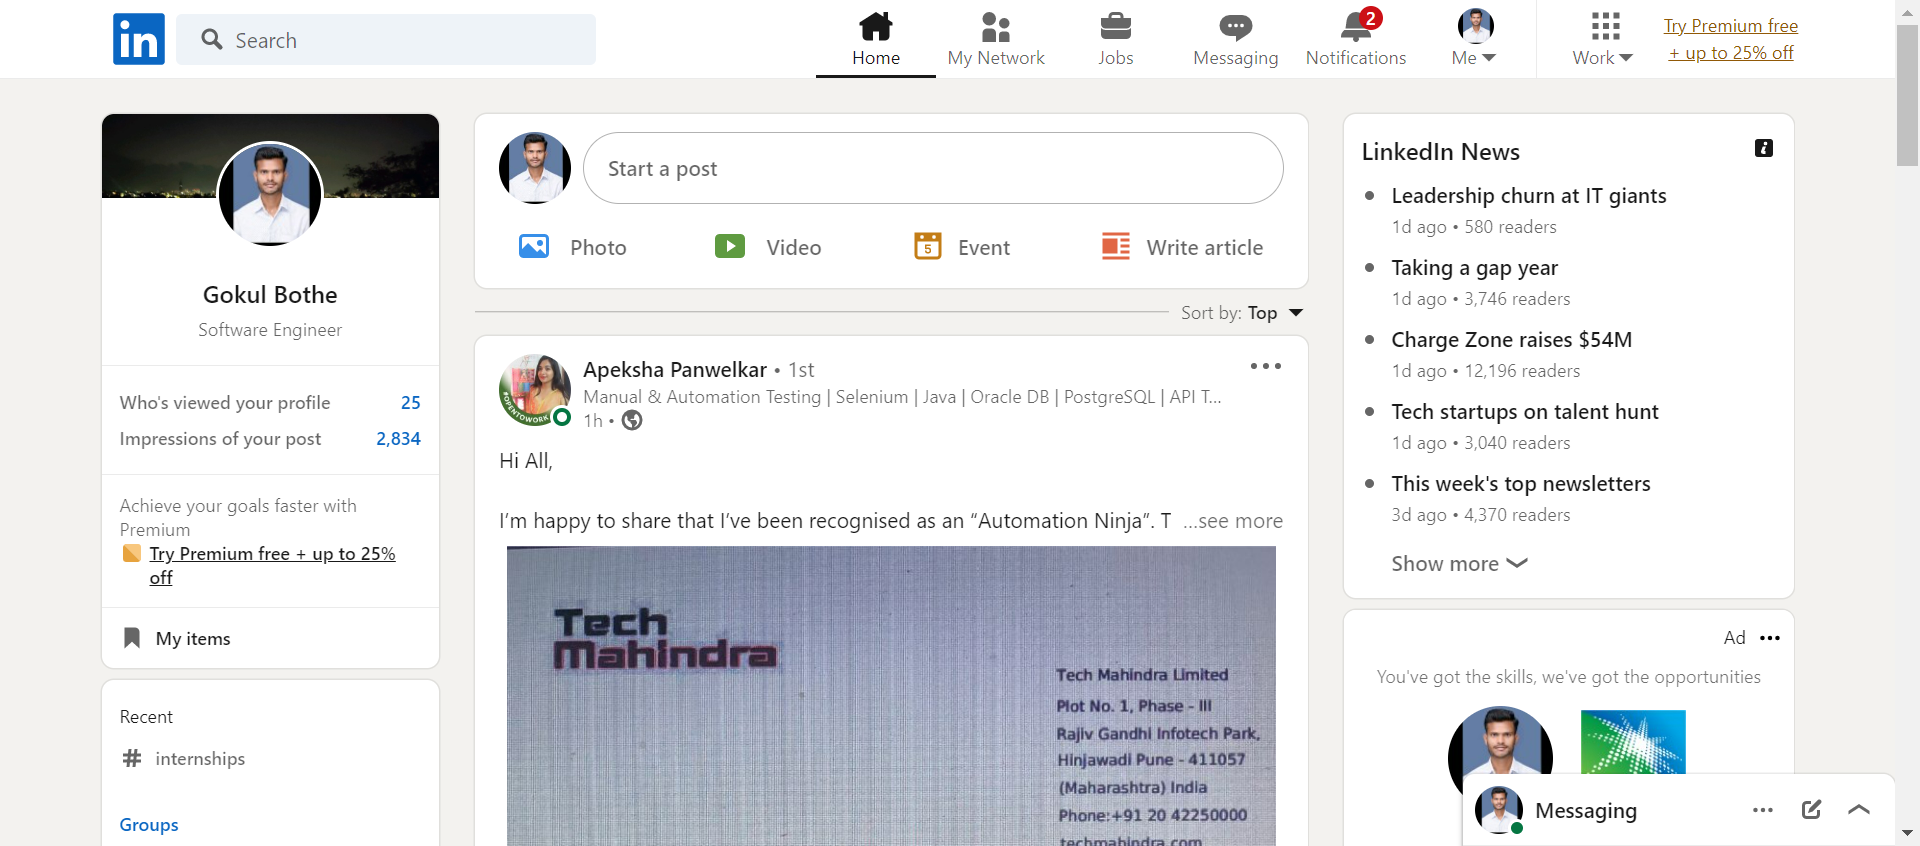 in
Search
Home
My Network
Jobs
Messaging
2
Notifications
Me
Work
Try Premium free
+ up to 25% off
Gokul Bothe
Software Engineer
Who's viewed your profile 25
Impressions of your post 2,834
Achieve your goals faster with
Premium
Try Premium free + up to 25%
off
My items
Recent
# internships
Groups
Start a post
Photo
Video
5
Event
Write article
Sort by: Top
#OPENTOWORK
Apeksha Panwelkar • 1st
Manual & Automation Testing | Selenium | Java | Oracle DB | PostgreSQL | API T...
1h •
Hi All,
I’m happy to share that I’ve been recognised as an “Automation Ninja”. T ...see more
Tech
Mahindra
Tech Mahindra Limited
Plot No. 1, Phase - III
Rajiv Gandhi Infotech Park,
Hinjawadi Pune - 411057
(Maharashtra) India
Phone:+91 20 42250000
techmahindra.com
LinkedIn News
Leadership churn at IT giants
1d ago • 580 readers
Taking a gap year
1d ago • 3,746 readers
Charge Zone raises $54M
1d ago • 12,196 readers
Tech startups on talent hunt
1d ago • 3,040 readers
This week's top newsletters
3d ago • 4,370 readers
Show more
Ad
You've got the skills, we've got the opportunities
Messaging